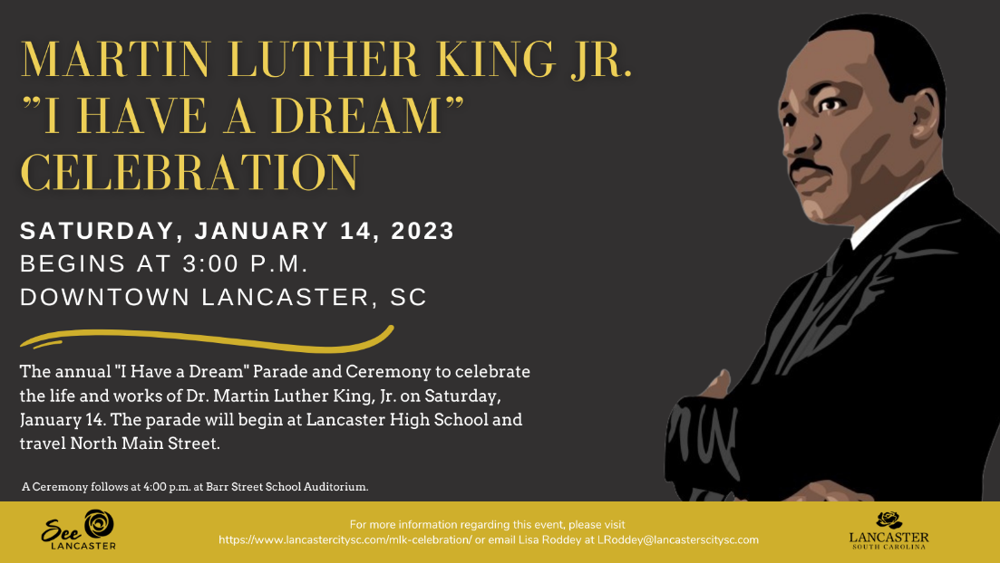 MARTIN LUTHER KING JR.
”I HAVE A DREAM”
CELEBRATION
SATURDAY, JANUARY 14, 2023
BEGINS AT 3:00 P.M.
DOWNTOWN LANCASTER, SC
The annual "I Have a Dream" Parade and Ceremony to celebrate
the life and works of Dr. Martin Luther King, Jr. on Saturday,
January 14. The parade will begin at Lancaster High School and
travel North Main Street.
A Ceremony follows at 4:00 p.m. at Barr Street School Auditorium.
See
LANCASTER
For more information regarding this event, please visit
https://www.lancastercitysc.com/mlk-celebration/ or email Lisa Roddey at LRoddey@lancasterscitysc.com
LANCASTER
SOUTH CAROLINA